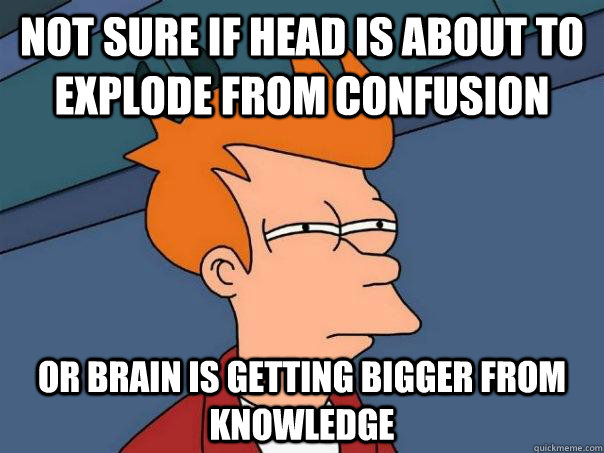 NOT SURE IF HEAD IS ABOUT TO
EXPLODE FROM CONFUSION
OR BRAIN IS GETTING BIGGER FROM
KNOWLEDGE
quickmeme.com